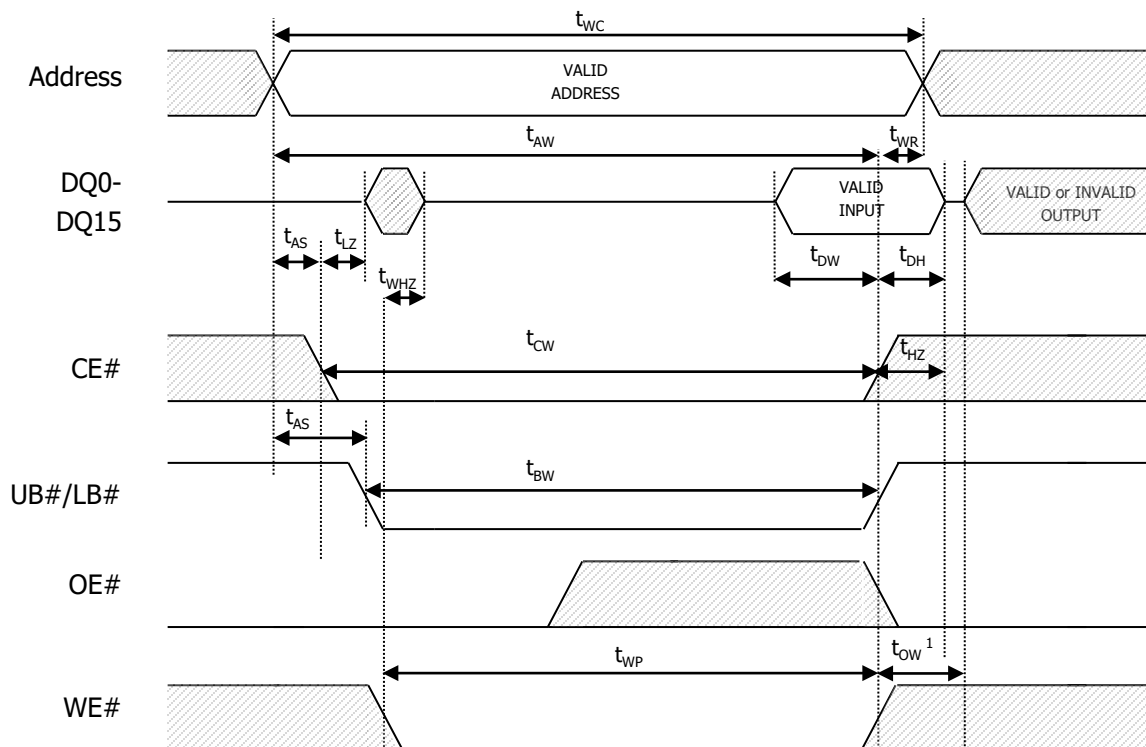 tWC
Address
VALID
ADDRESS
tAW
tWR
DQ0-
DQ15
VALID
INPUT
VALID or INVALID
OUTPUT
tAS
tLZ
tWHZ
tDW
tDH
CE#
tCW
tHZ
tAS
UB#/LB#
tBW
OE#
tWP
tOW 1
WE#